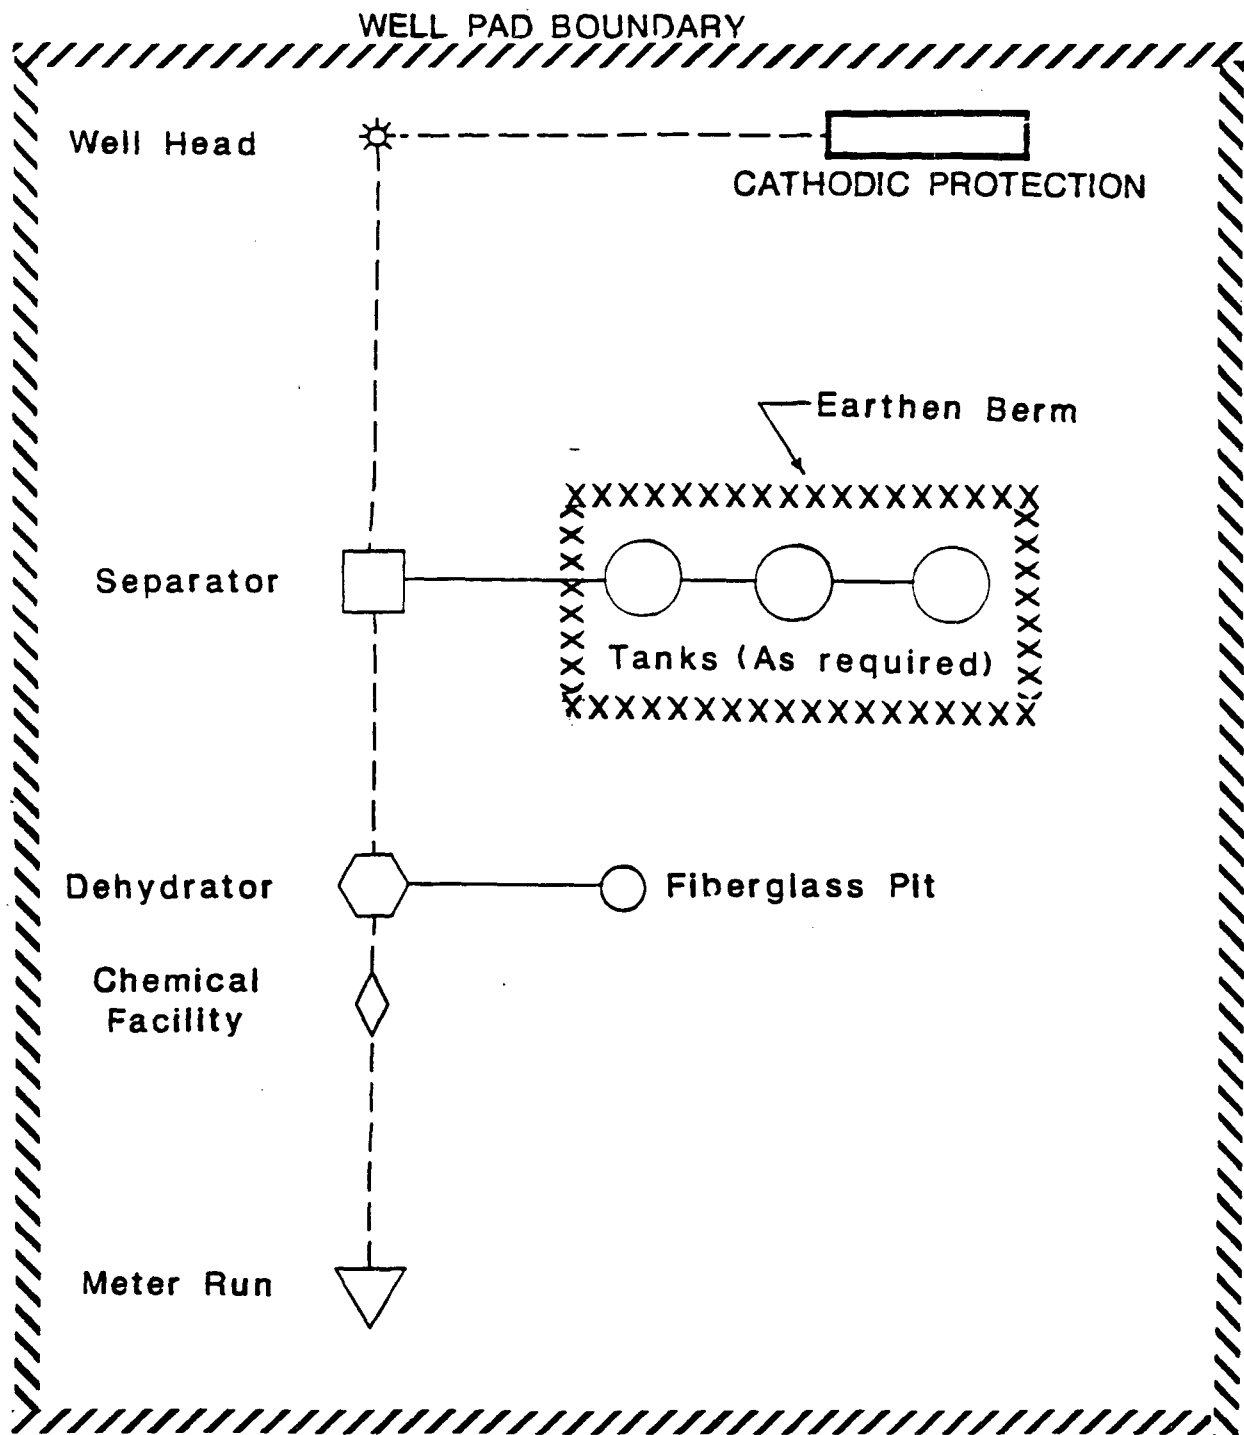 WELL PAD BOUNDARY
Well Head
CATHODIC PROTECTION
Earthen Berm
Separator
Tanks (As required)
Dehydrator
Fiberglass Pit
Chemical
Facility
Meter Run